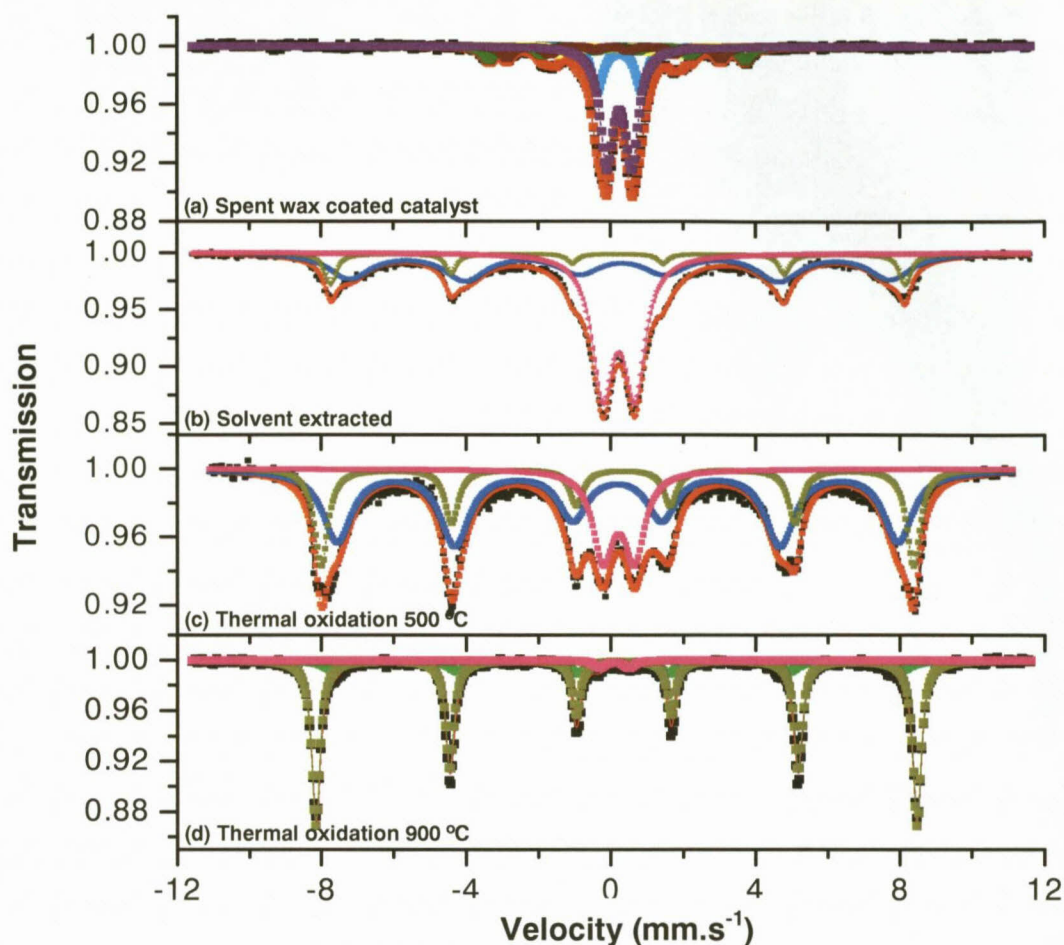 1.00
0.96
0.92
0.88
(a) Spent wax coated catalyst
1.00
0.95
0.90
0.85
(b) Solvent extracted
1.00
0.96
0.92
(c) Thermal oxidation 500 ºC
1.00
0.96
0.92
0.88
(d) Thermal oxidation 900 ºC
Transmission
-12 -8 -4 0 4 8 12
Velocity (mm.s⁻¹)